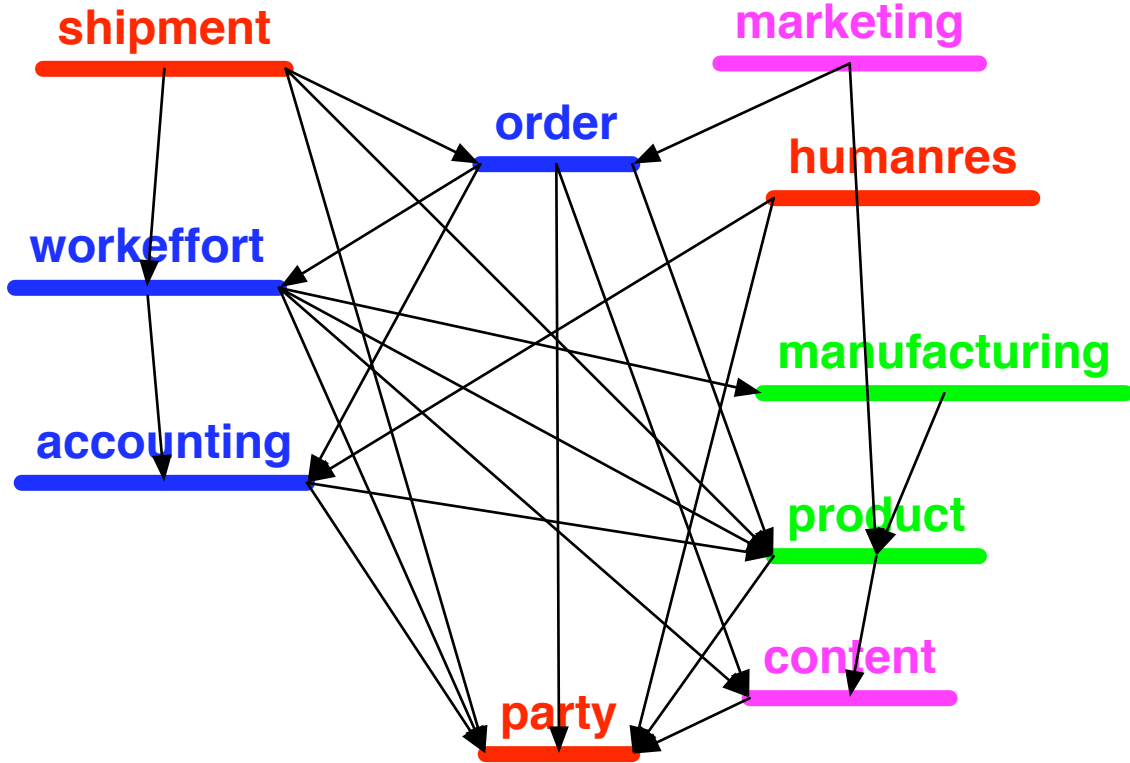 shipment
marketing
order
humanres
workeffort
manufacturing
accounting
product
content
party